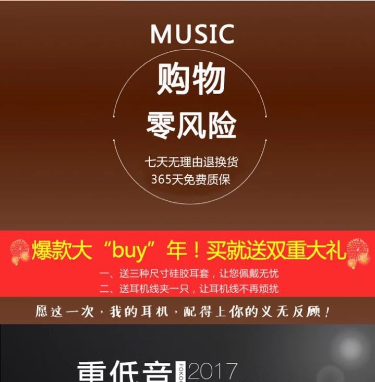 MUSIC
购物
零风险
七天无理由退换货
365天免费质保
爆款大“buy”年！买就送双重大礼
一、送三种尺寸硅胶耳套，让您佩戴无忧
二、送耳机线夹一只，让耳机线不再烦扰
愿这一次，我的耳机，配得上你的义无反顾！
重低音 2017